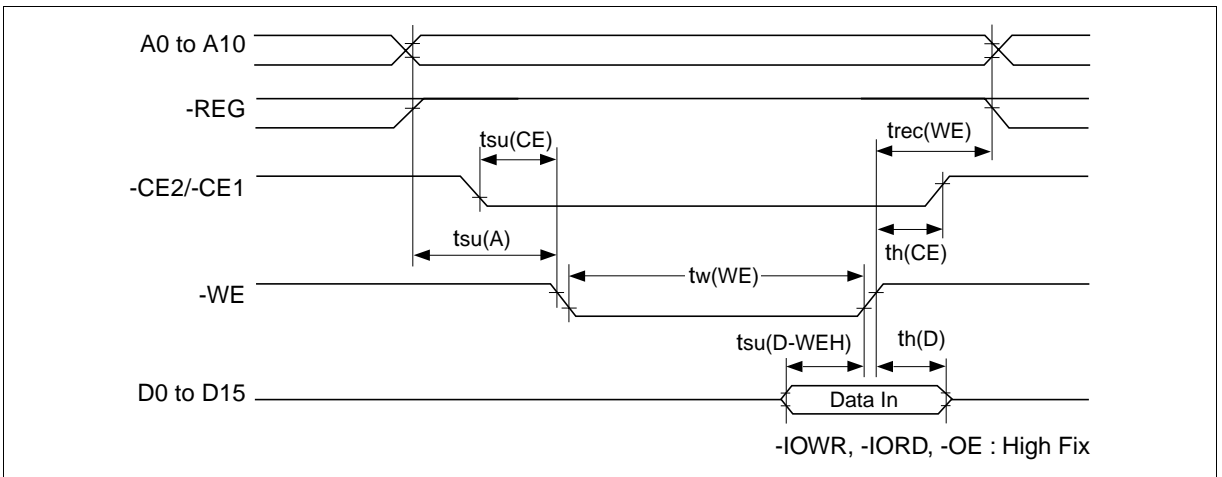 A0 to A10
-REG
tsu(CE)
trec(WE)
-CE2/-CE1
tsu(A)
th(CE)
tw(WE)
-WE
tsu(D-WEH)
th(D)
D0 to D15
Data In
-IOWR, -IORD, -OE : High Fix